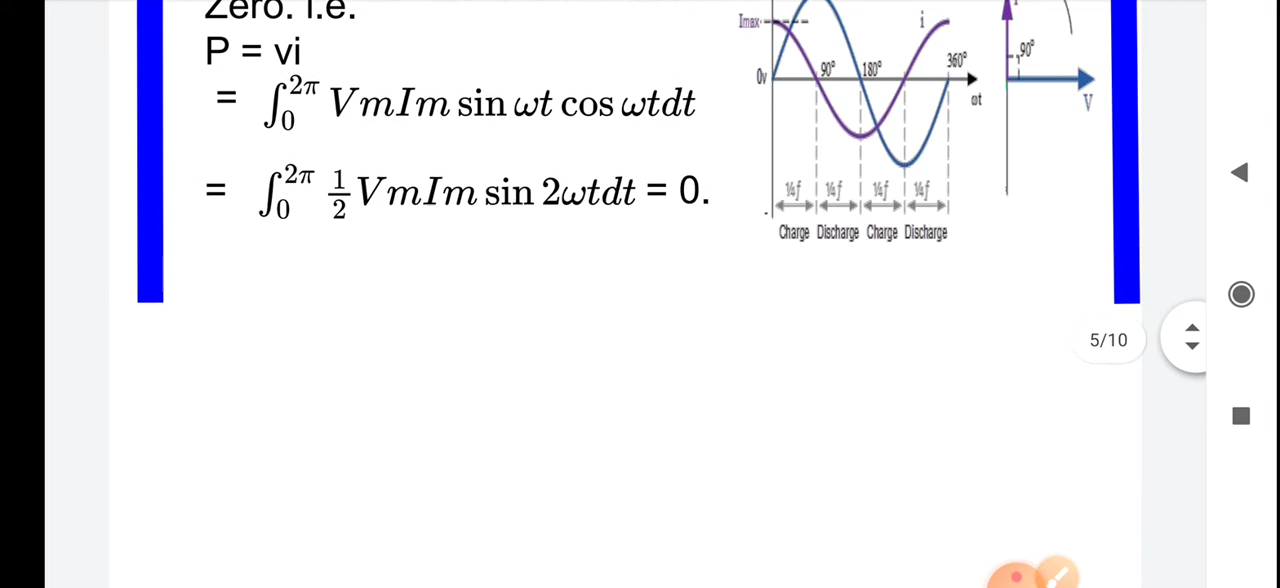 Zero. i.e.
P = vi
= ∫₀^2π VmIm sin ωt cos ωtdt
= ∫₀^2π 1/2 VmIm sin 2ωtdt = 0.
Imax
i
0v
90°
180°
360°
ωt
90°
V
¼f ¼f ¼f ¼f
Charge Discharge Charge Discharge
5/10